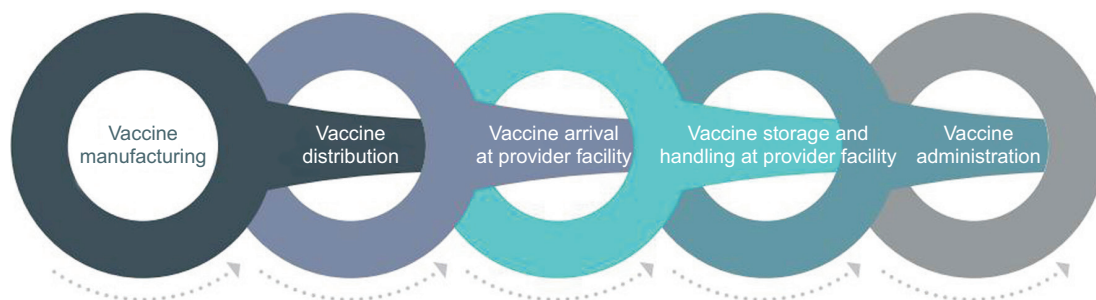 Vaccine
manufacturing
Vaccine
distribution
Vaccine arrival
at provider facility
Vaccine storage and
handling at provider facility
Vaccine
administration